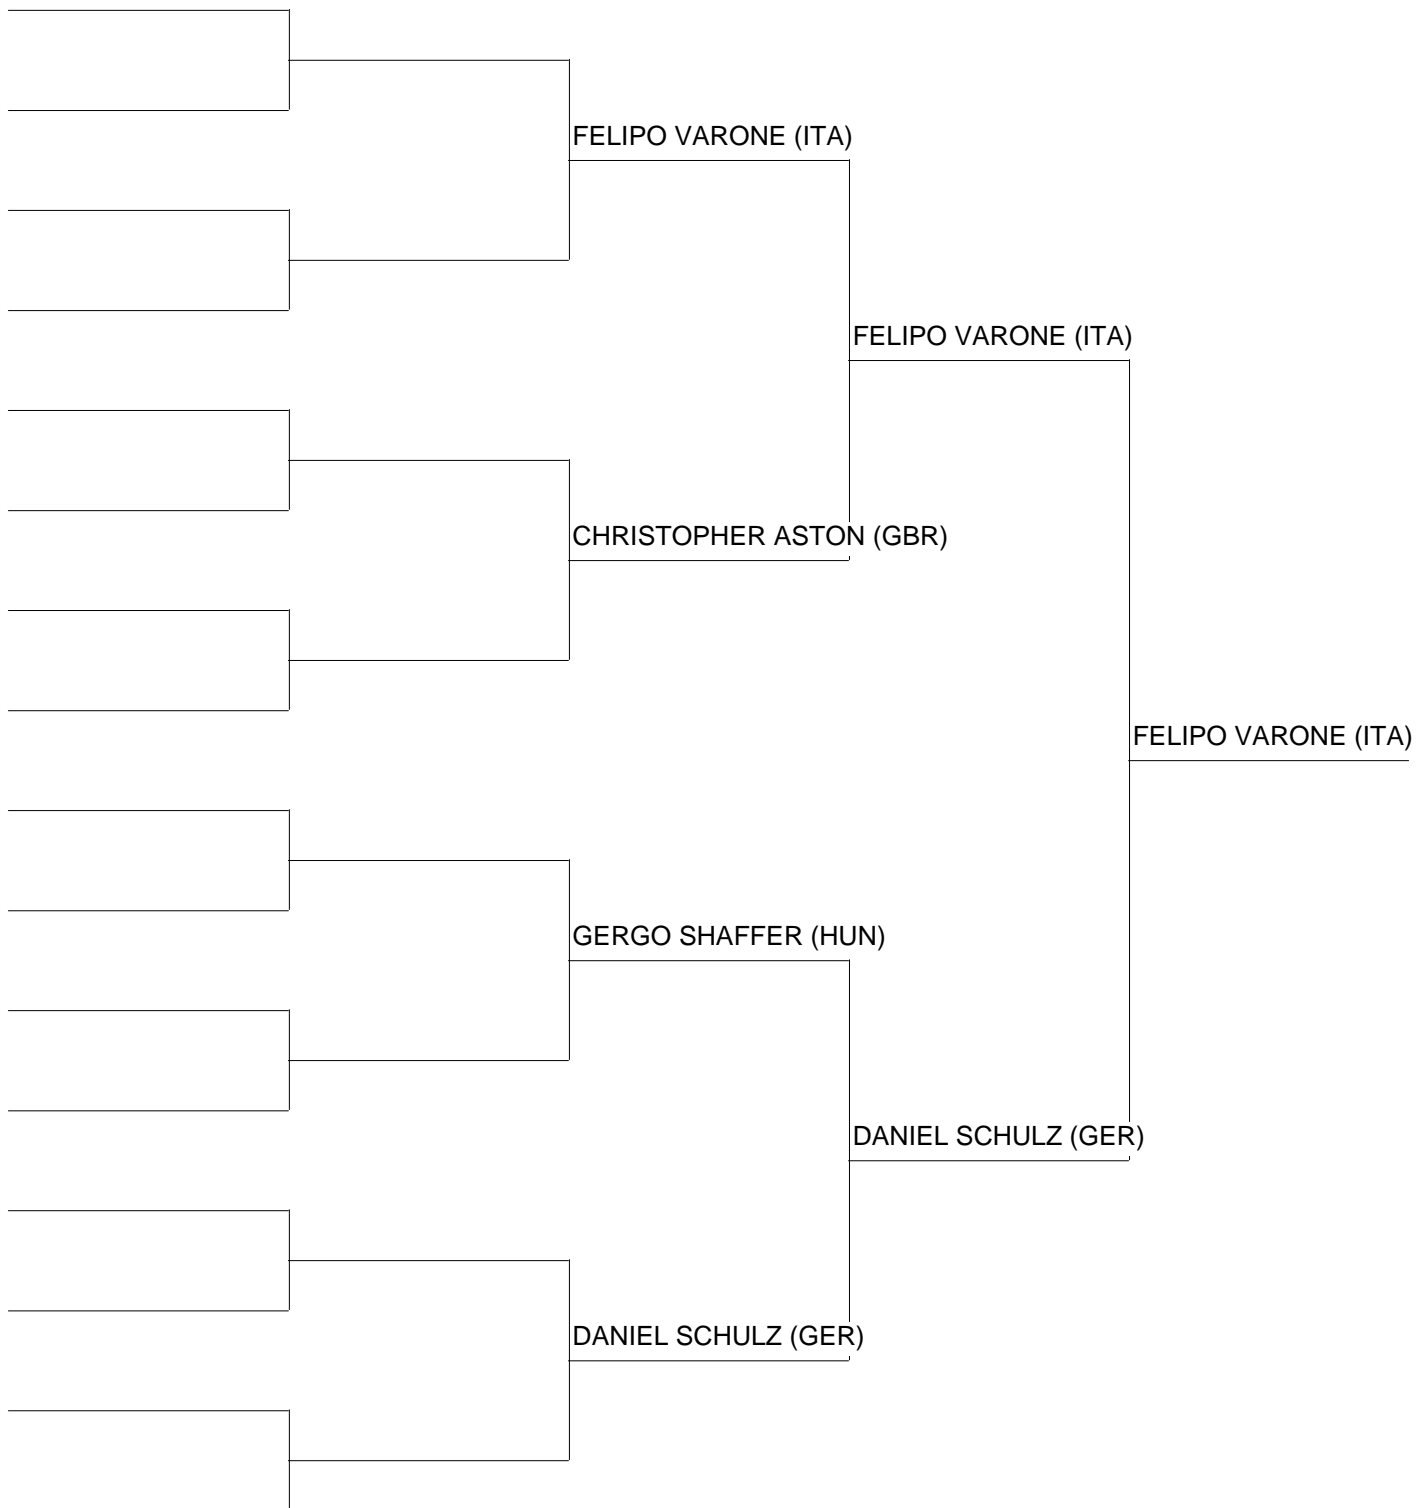 FELIPO VARONE (ITA)
FELIPO VARONE (ITA)
CHRISTOPHER ASTON (GBR)
FELIPO VARONE (ITA)
GERGO SHAFFER (HUN)
DANIEL SCHULZ (GER)
DANIEL SCHULZ (GER)